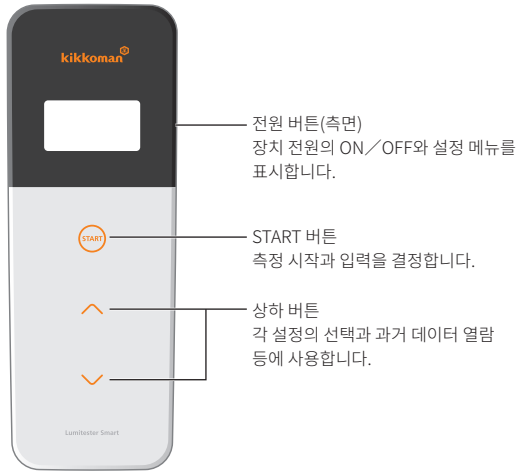 kikkoman
전원 버튼(측면)
장치 전원의 ON／OFF와 설정 메뉴를
표시합니다.
START
START 버튼
측정 시작과 입력을 결정합니다.
상하 버튼
각 설정의 선택과 과거 데이터 열람
등에 사용합니다.
Lumitester Smart